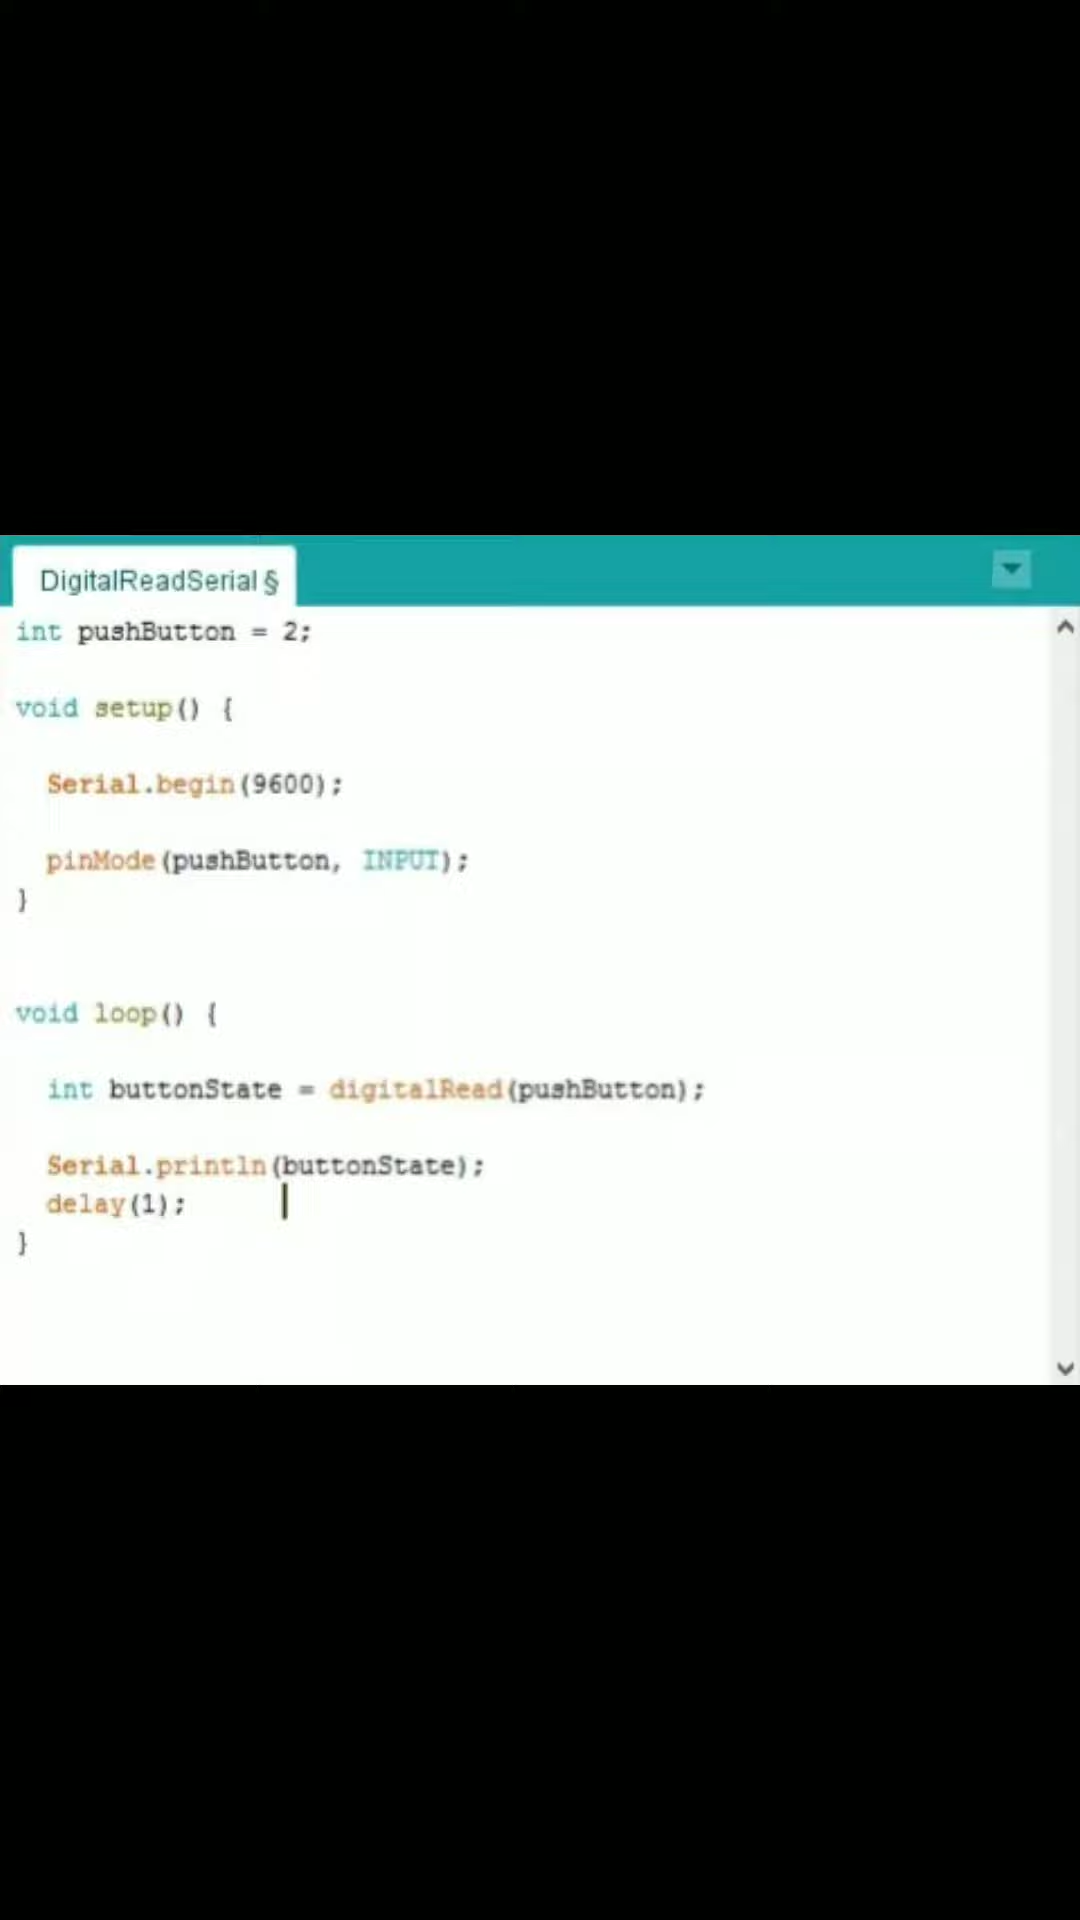 DigitalReadSerial §
int pushButton = 2;
void setup() {
Serial.begin(9600);
pinMode(pushButton, INPUT);
}
void loop() {
int buttonState = digitalRead(pushButton);
Serial.println(buttonState);
delay(1);
}